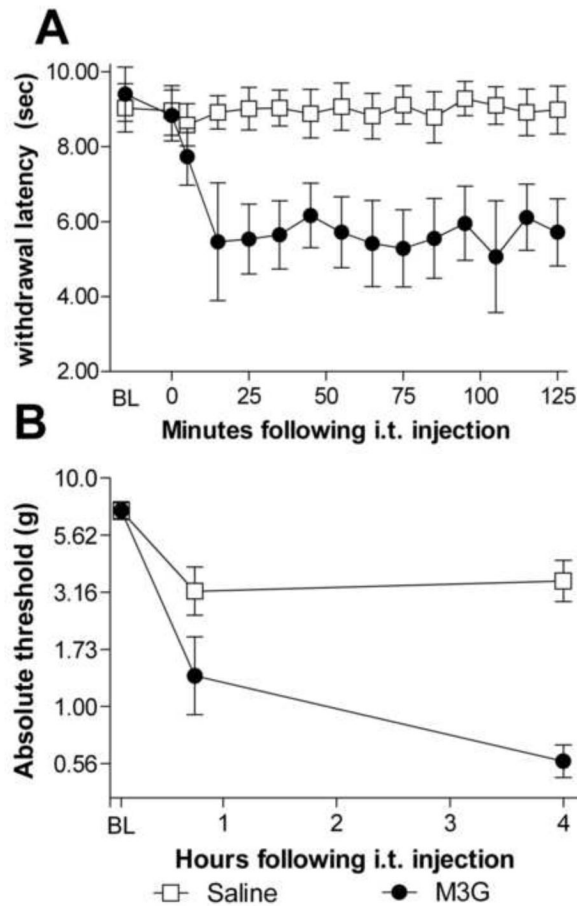 A
withdrawal latency (sec)
10.00
8.00
6.00
4.00
2.00
BL 0 25 50 75 100 125
Minutes following i.t. injection
B
Absolute threshold (g)
10.0
5.62
3.16
1.73
1.00
0.56
BL 1 2 3 4
Hours following i.t. injection
Saline M3G